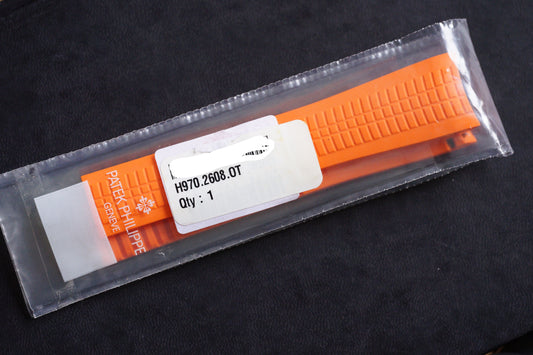 H970.2608.OT
Qty : 1
PATEK PHILIPPE
GENEVE